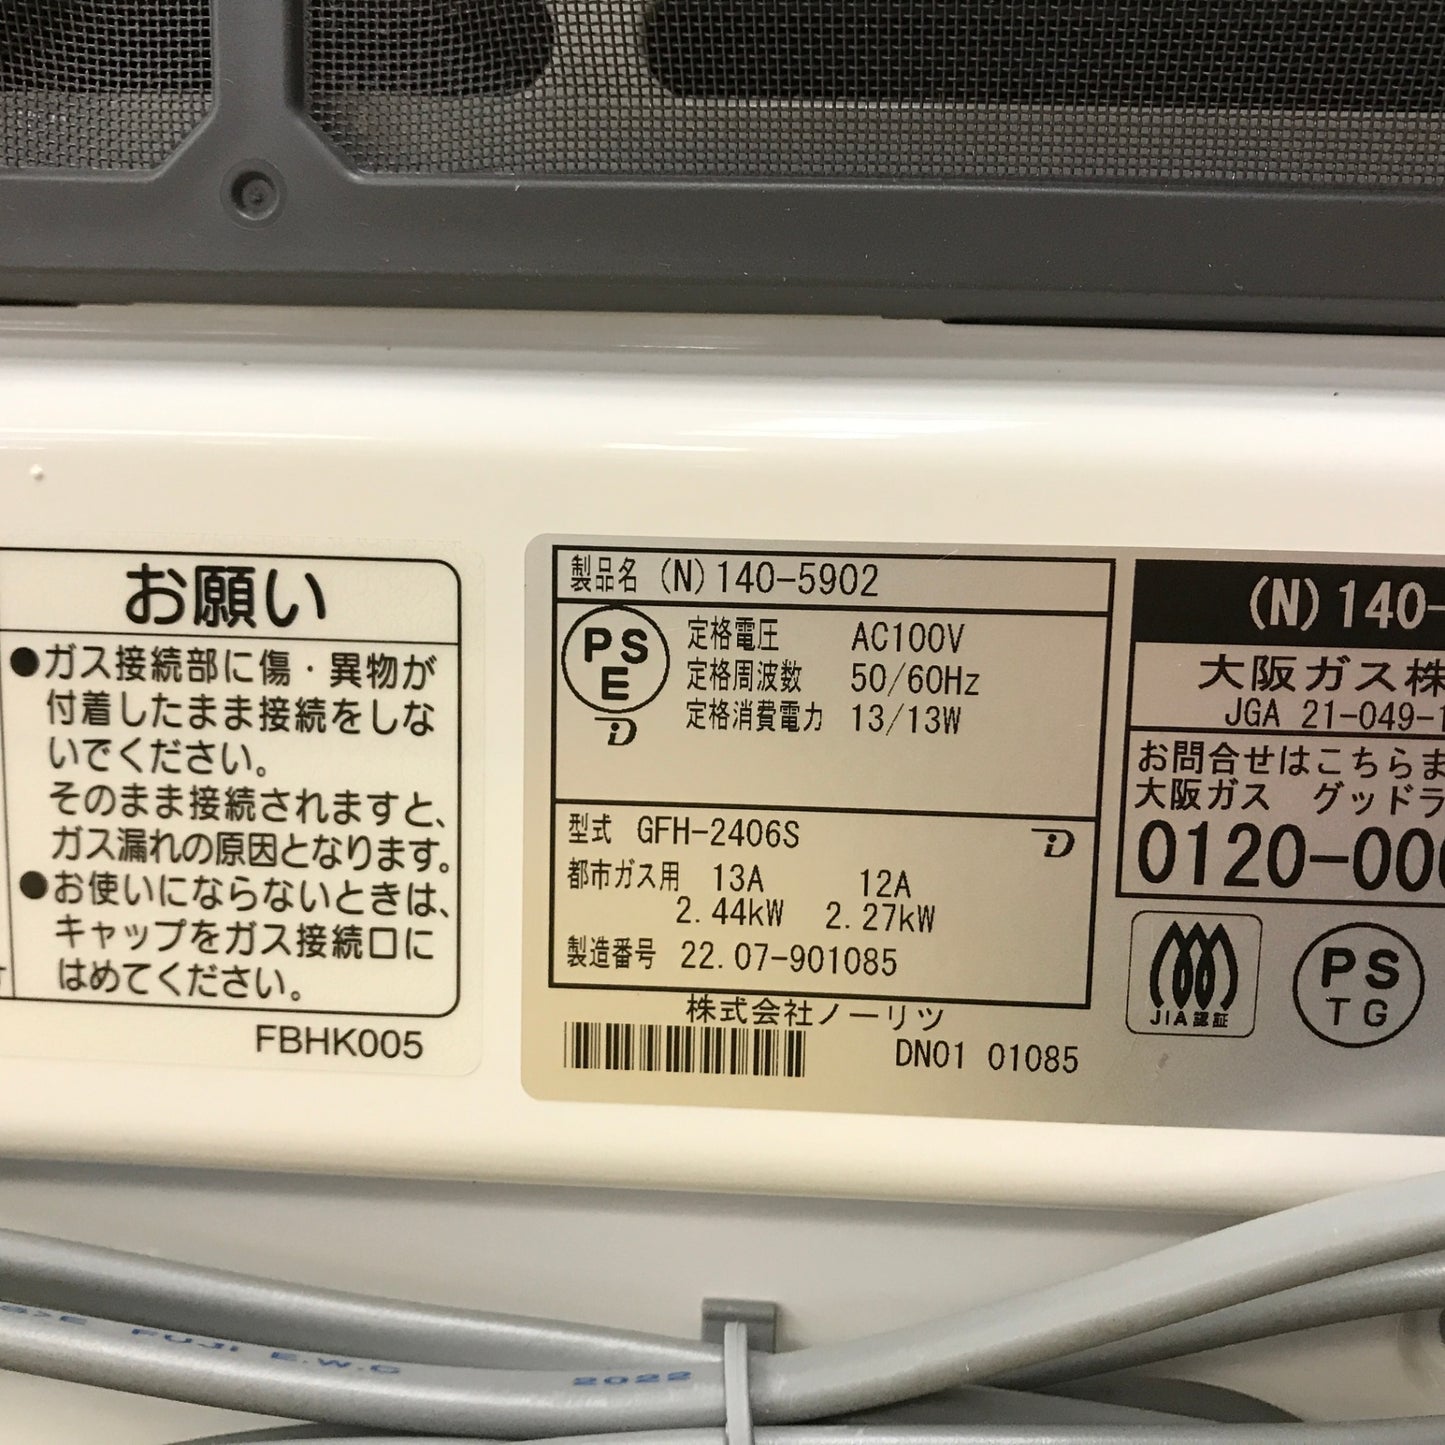 お願い
●ガス接続部に傷・異物が
付着したまま接続をしな
いでください。
そのまま接続されますと、
ガス漏れの原因となります。
●お使いにならないときは、
キャップをガス接続口に
はめてください。
FBHK005
製品名 (N)140-5902
PS
E
定格電圧 AC100V
定格周波数 50/60Hz
定格消費電力 13/13W
型式 GFH-2406S
都市ガス用 13A 12A
2.44kW 2.27kW
製造番号 22.07-901085
株式会社ノーリツ
DN01 01085
(N)140-
大阪ガス株
JGA 21-049-
お問合せはこちらま
大阪ガス グッドラ
0120-000
JIA認証
PS
TG
E FUJI E.W.C 2022